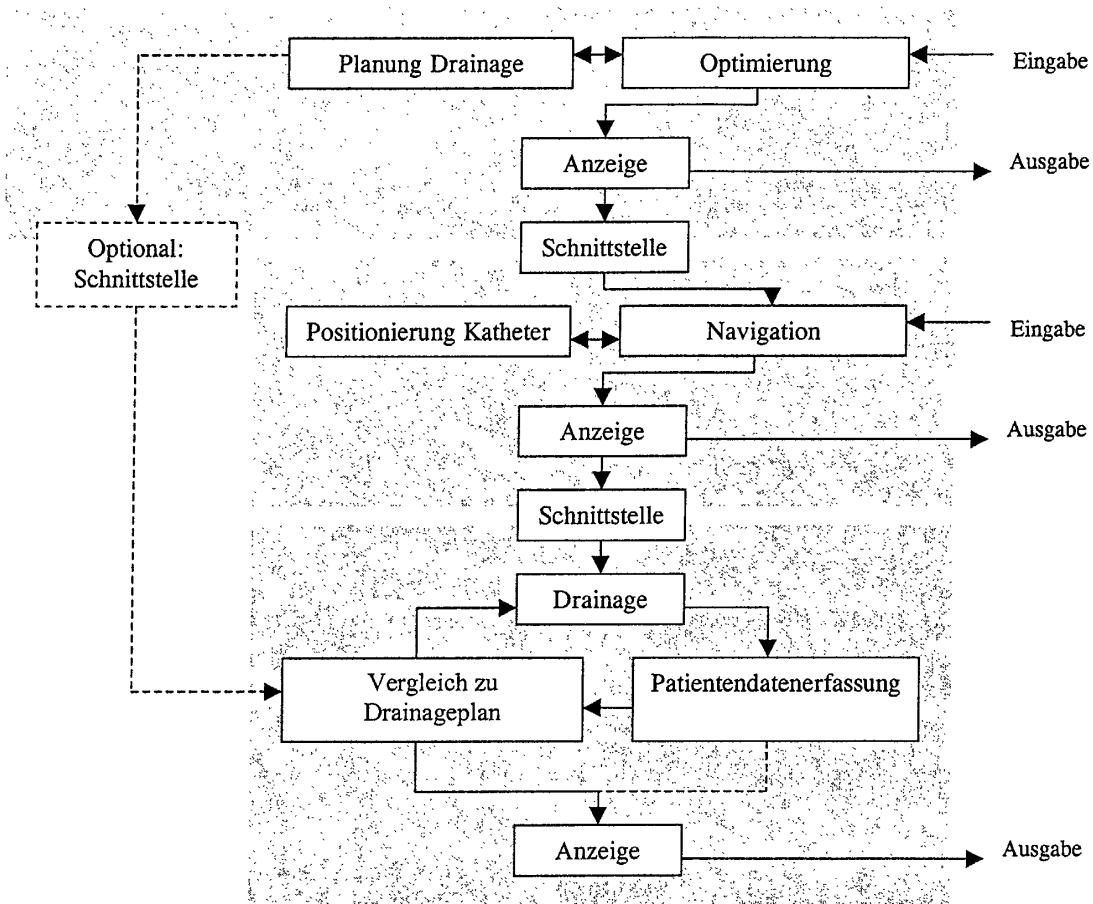 Planung Drainage
Optimierung
Eingabe
Anzeige
Ausgabe
Optional:
Schnittstelle
Schnittstelle
Positionierung Katheter
Navigation
Eingabe
Anzeige
Ausgabe
Schnittstelle
Drainage
Vergleich zu
Drainageplan
Patientendatenerfassung
Anzeige
Ausgabe